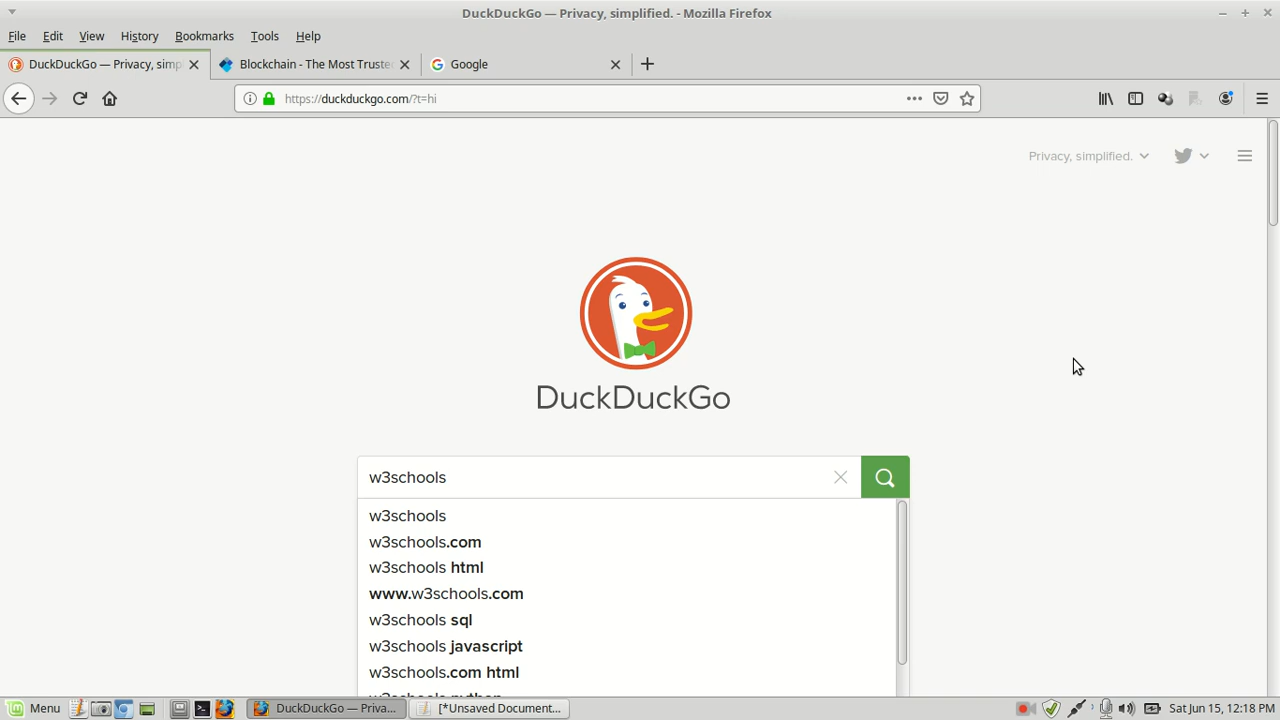 DuckDuckGo — Privacy, simplified. - Mozilla Firefox
File Edit View History Bookmarks Tools Help
DuckDuckGo — Privacy, simp
Blockchain - The Most Truste
Google
https://duckduckgo.com/?t=hi
Privacy, simplified.
DuckDuckGo
w3schools
w3schools
w3schools.com
w3schools html
www.w3schools.com
w3schools sql
w3schools javascript
w3schools.com html
w3schools python
Menu
DuckDuckGo — Priva...
[*Unsaved Document...
Sat Jun 15, 12:18 PM